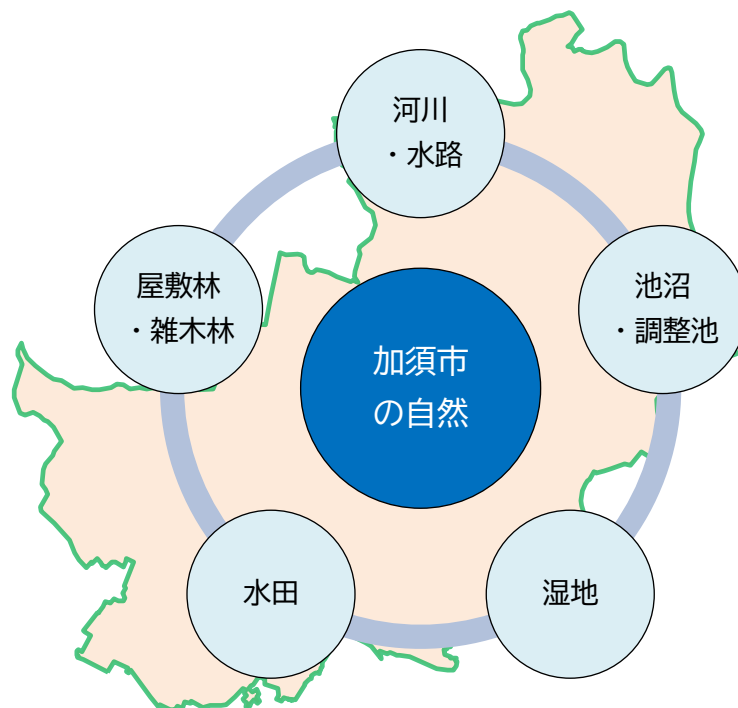 河川
・水路
屋敷林
・雑木林
池沼
・調整池
加須市
の自然
水田
湿地